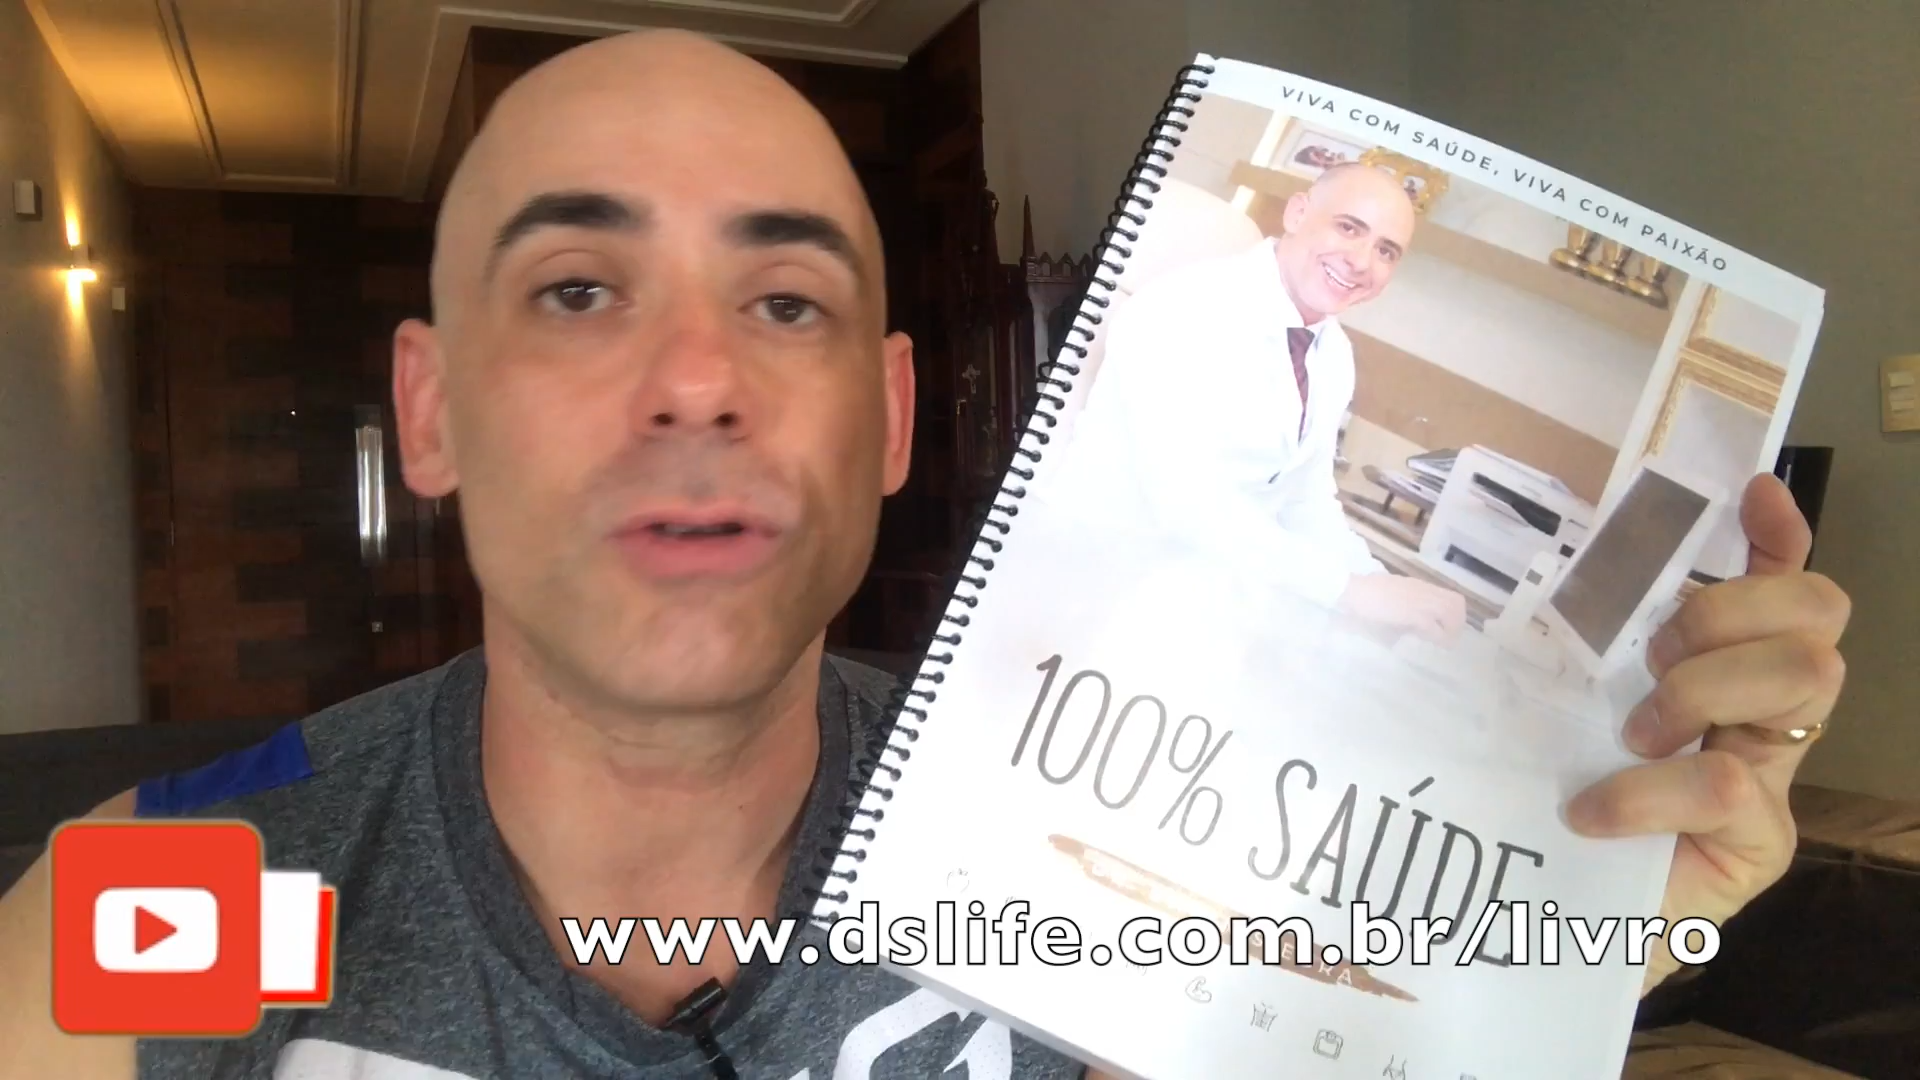 VIVA COM SAÚDE, VIVA COM PAIXÃO
100% SAÚDE
www.dslife.com.br/livro